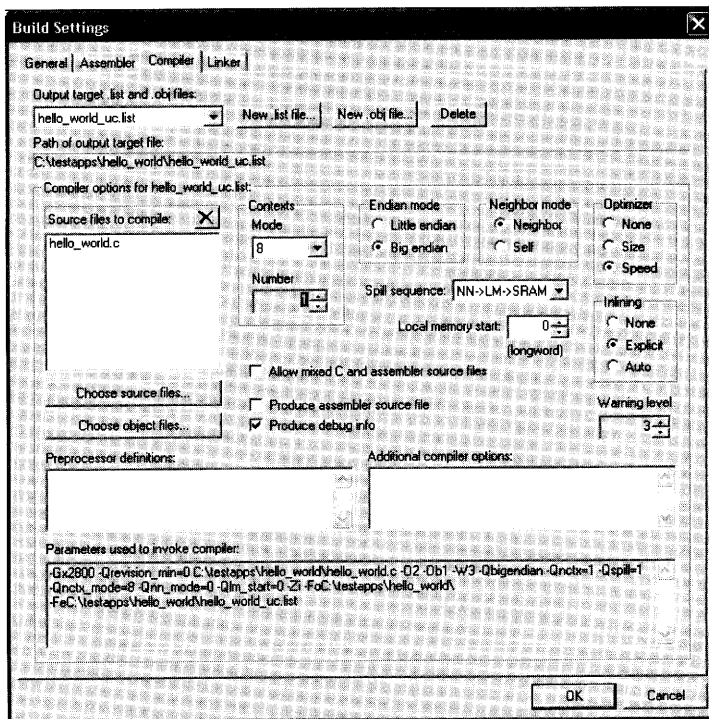 Build Settings
General Assembler Compiler Linker
Output target .list and .obj files:
hello_world_uc.list New .list file... New .obj file... Delete
Path of output target file:
C:\testapps\hello_world\hello_world_uc.list
Compiler options for hello_world_uc.list:
Source files to compile:
hello_world.c
Contexts
Mode
8
Number
1
Endian mode
Little endian
Big endian
Neighbor mode
Neighbor
Self
Optimizer
None
Size
Speed
Spill sequence: NN->LM->SRAM
Local memory start: 0
(longword)
Inlining
None
Explicit
Auto
Allow mixed C and assembler source files
Choose source files...
Produce assembler source file
Warning level
3
Choose object files...
Produce debug info
Preprocessor definitions:
Additional compiler options:
Parameters used to invoke compiler:
-Gx2800 -Qrevision_min=0 C:\testapps\hello_world\hello_world.c -O2 -Ob1 -W3 -Qbigendian -Qnctx=1 -Qspill=1
-Qnctx_mode=8 -Qnn_mode=0 -Qlm_start=0 -Zi -FoC:\testapps\hello_world\
-FeC:\testapps\hello_world\hello_world_uc.list
OK Cancel